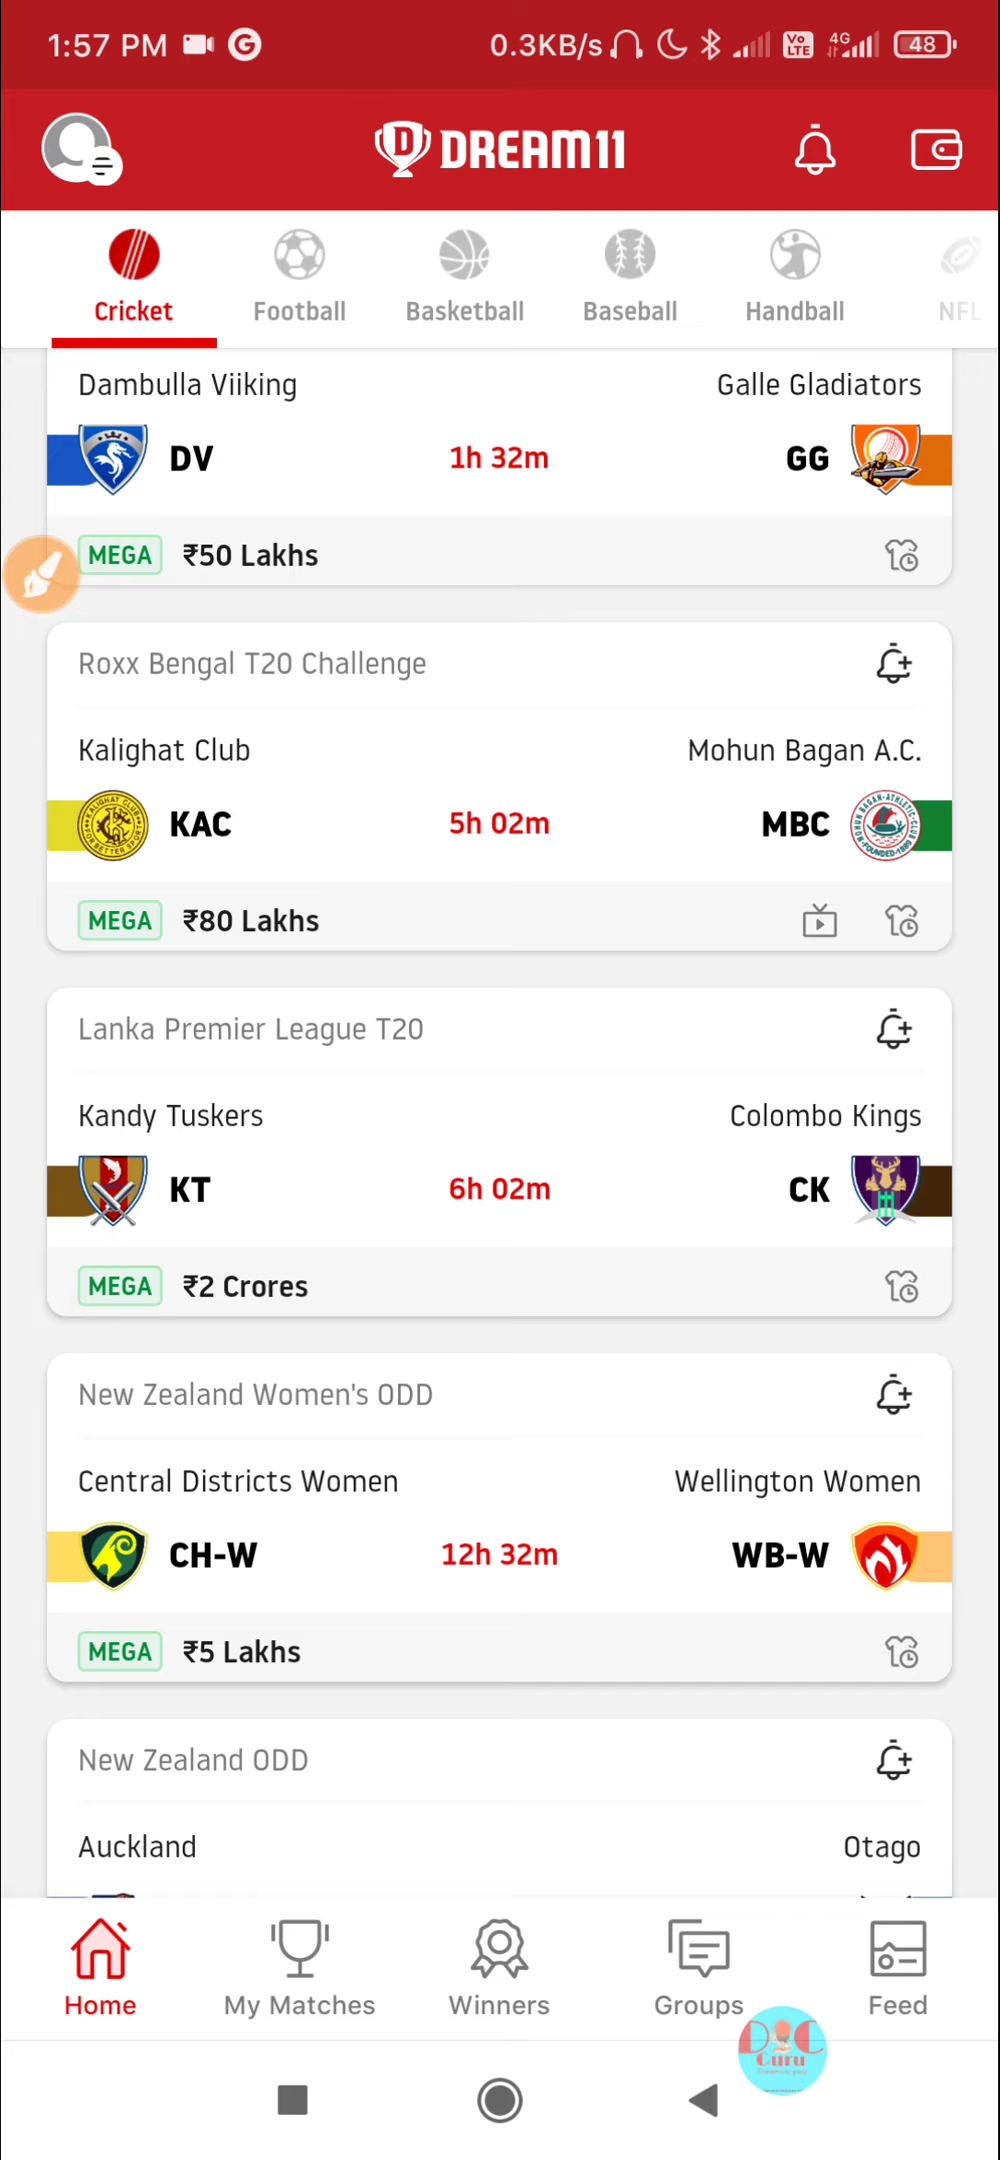 1:57 PM
0.3KB/s
Vo LTE
4G
48
DREAM11
Cricket
Football
Basketball
Baseball
Handball
NFL
Dambulla Viiking
Galle Gladiators
DV
1h 32m
GG
MEGA
₹50 Lakhs
Roxx Bengal T20 Challenge
Kalighat Club
Mohun Bagan A.C.
KAC
5h 02m
MBC
MEGA
₹80 Lakhs
Lanka Premier League T20
Kandy Tuskers
Colombo Kings
KT
6h 02m
CK
MEGA
₹2 Crores
New Zealand Women's ODD
Central Districts Women
Wellington Women
CH-W
12h 32m
WB-W
MEGA
₹5 Lakhs
New Zealand ODD
Auckland
Otago
Home
My Matches
Winners
Groups
Feed
Guru